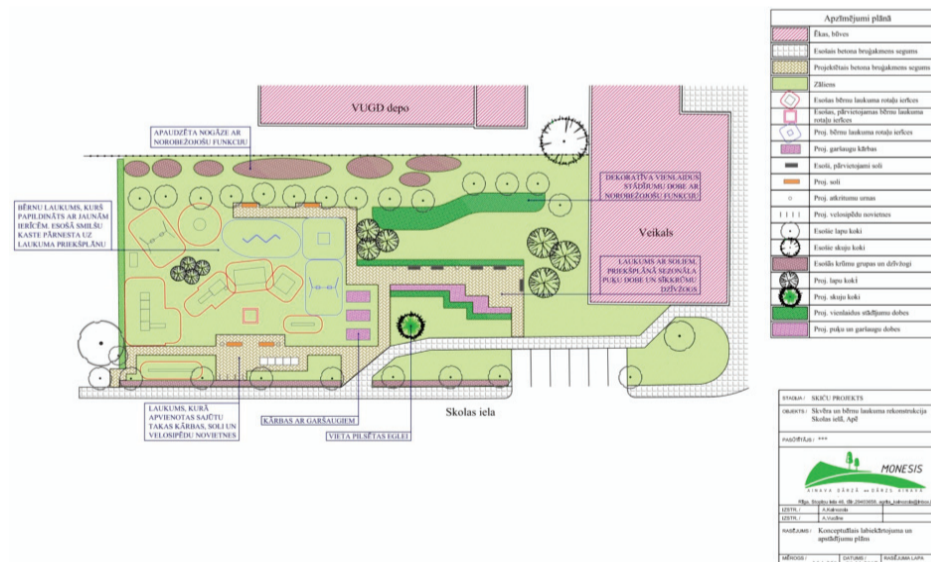 VUGD depo
APAUDZĒTA NOGĀZE AR
NOROBEŽOJOŠU FUNKCIJU
BĒRNU LAUKUMS, KURŠ
PAPILDINĀTS AR JAUNĀM
IERĪCĒM. ESOŠĀ SMILŠU
KASTE PĀRNESTA UZ
LAUKUMA PRIEKŠPLĀNU
DEKORATĪVA VIENLAIDUS
STĀDĪJUMU DOBE AR
NOROBEŽOJOŠU FUNKCIJU
Veikals
LAUKUMS AR SOLIEM,
PRIEKŠPLĀNĀ SEZONĀLA
PUĶU DOBE UN SĪKKRŪMU
DZĪVŽOGS
LAUKUMS, KURĀ
APVIENOTAS SAJŪTU
TAKAS KĀRBAS, SOLI UN
VELOSIPĒDU NOVIETNES
KĀRBAS AR GARŠAUGIEM
VIETA PILSĒTAS EGLEI
Skolas iela
Apzīmējumi plānā
Ēkas, būves
Esošais betona bruģakmens segums
Projektētais betona bruģakmens segums
Zāliens
Esošas bērnu laukuma rotaļu ierīces
Esošas, pārvietojamas bērnu laukuma
rotaļu ierīces
Proj. bērnu laukuma rotaļu ierīces
Proj. garšaugu kārbas
Esoši, pārvietojami soli
Proj. soli
Proj. atkritumu urnas
Proj. velosipēdu novietnes
Esošie lapu koki
Esošie skuju koki
Esošās krūmu grupas un dzīvžogi
Proj. lapu koki
Proj. skuju koki
Proj. vienlaidus stādījumu dobes
Proj. puķu un garšaugu dobes
STADIJA / SKIČU PROJEKTS
OBJEKTS / Skvēra un bērnu laukuma rekonstrukcija
Skolas ielā, Apē
PASŪTĪTĀJS / ***
MONESIS
AINAVA DĀRZĀ UN DĀRZS AINAVĀ
IZSTR. / A.Kalmonda
IZSTR. /
RASĒJUMS / Konceptuālais labiekārtojuma un
apstādījumu plāns
MĒROGS / DATUMS / RASĒJUMA LAPA